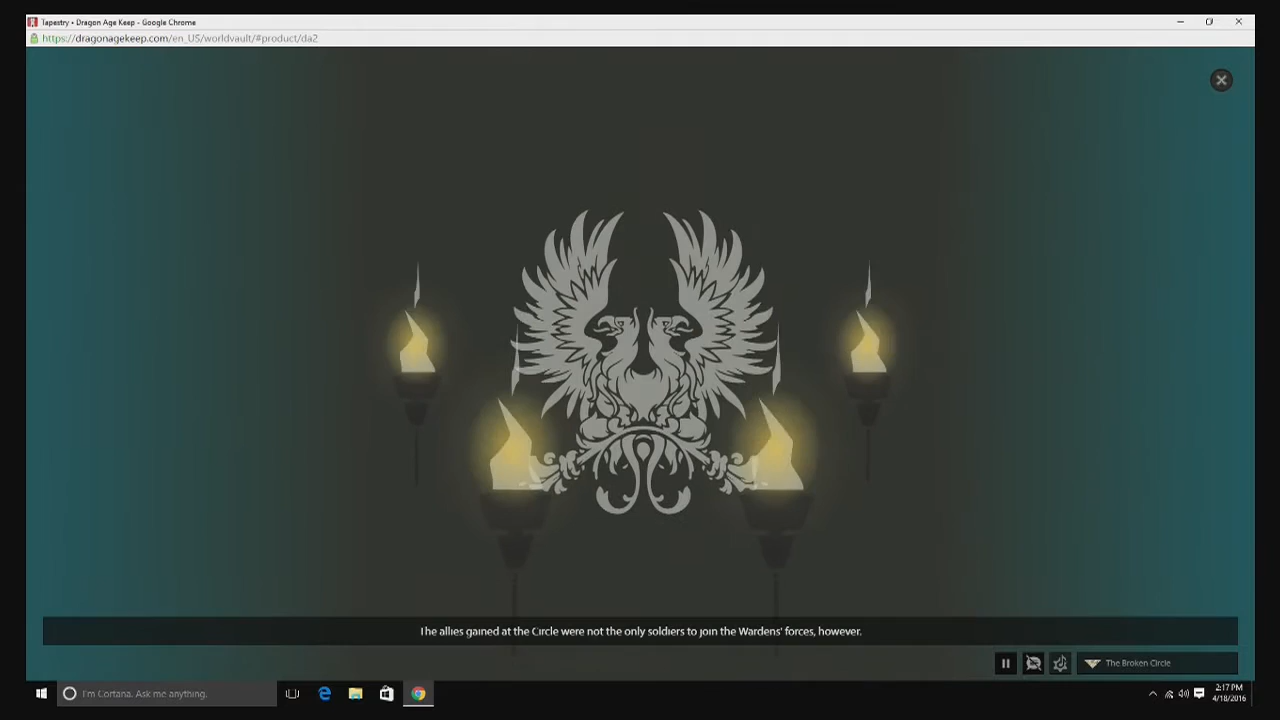 Tapestry • Dragon Age Keep - Google Chrome
https://dragonagekeep.com/en_US/worldvault/#product/da2
The allies gained at the Circle were not the only soldiers to join the Wardens' forces, however.
The Broken Circle
I'm Cortana. Ask me anything.
2:17 PM
4/18/2016